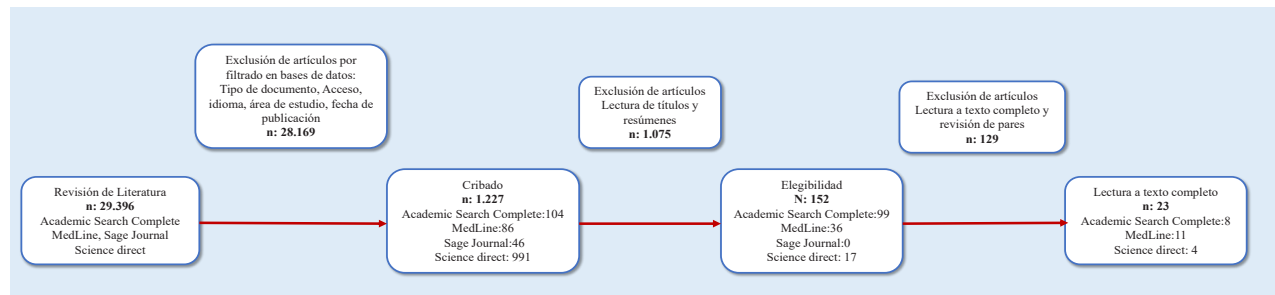 Exclusión de artículos por
filtrado en bases de datos:
Tipo de documento, Acceso,
idioma, área de estudio, fecha de
publicación
n: 28.169
Exclusión de artículos
Lectura de títulos y
resúmenes
n: 1.075
Exclusión de artículos
Lectura a texto completo y
revisión de pares
n: 129
Revisión de Literatura
n: 29.396
Academic Search Complete
MedLine, Sage Journal
Science direct
Cribado
n: 1.227
Academic Search Complete:104
MedLine:86
Sage Journal:46
Science direct: 991
Elegibilidad
N: 152
Academic Search Complete:99
MedLine:36
Sage Journal:0
Science direct: 17
Lectura a texto completo
n: 23
Academic Search Complete:8
MedLine:11
Science direct: 4